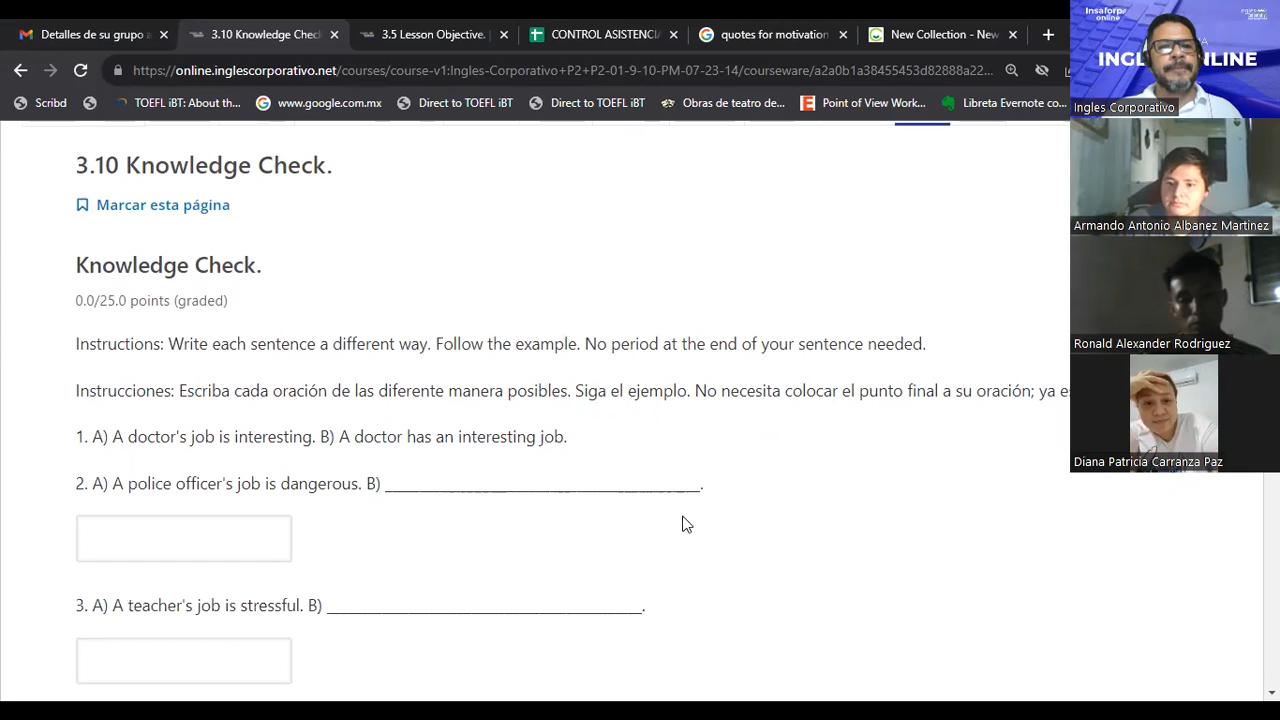 Detalles de su grupo a
3.10 Knowledge Check
3.5 Lesson Objective.
CONTROL ASISTENCIA
quotes for motivation
New Collection - New
https://online.inglescorporativo.net/courses/course-v1:Ingles-Corporativo+P2+P2-01-9-10-PM-07-23-14/courseware/a2a0b1a38455453d82888a22...
Scribd
TOEFL iBT: About th...
www.google.com.mx
Direct to TOEFL iBT
Direct to TOEFL iBT
Obras de teatro de...
Point of View Work...
Libreta Evernote co...
3.10 Knowledge Check.
Marcar esta página
Knowledge Check.
0.0/25.0 points (graded)
Instructions: Write each sentence a different way. Follow the example. No period at the end of your sentence needed.
Instrucciones: Escriba cada oración de las diferente manera posibles. Siga el ejemplo. No necesita colocar el punto final a su oración; ya es
1. A) A doctor's job is interesting. B) A doctor has an interesting job.
2. A) A police officer's job is dangerous. B) ___________________________________.
3. A) A teacher's job is stressful. B) ___________________________________.
Insaforp
online
INGL
NLINE
Ingles Corporativo
Armando Antonio Albanez Martinez
Ronald Alexander Rodriguez
Diana Patricia Carranza Paz